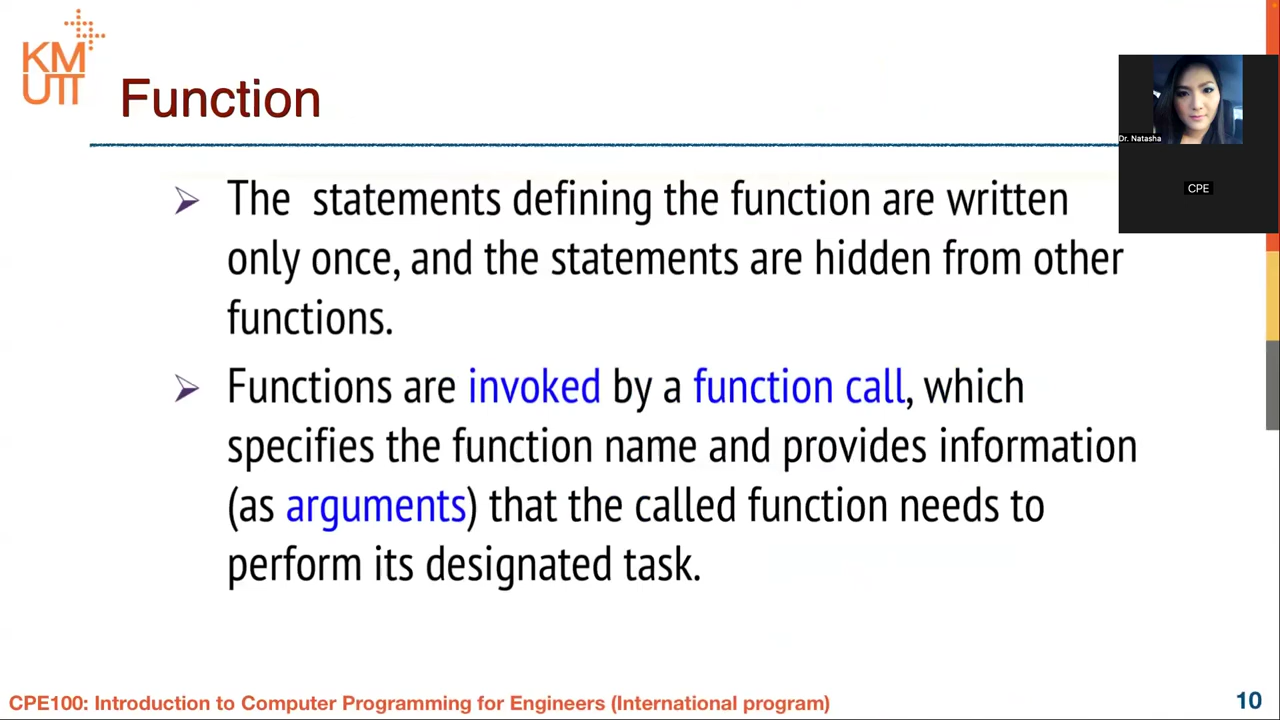 KM
UTT
Function
Dr. Natasha
CPE
The statements defining the function are written
only once, and the statements are hidden from other
functions.
Functions are invoked by a function call, which
specifies the function name and provides information
(as arguments) that the called function needs to
perform its designated task.
CPE100: Introduction to Computer Programming for Engineers (International program)
10